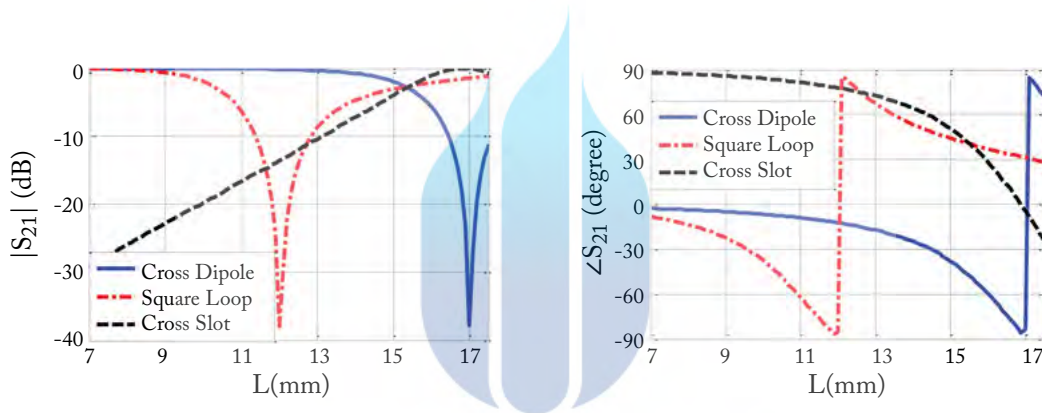 |S21| (dB)
0
-10
-20
-30
-40
Cross Dipole
Square Loop
Cross Slot
7
11
13
15
17
L(mm)
∠S21 (degree)
90
60
30
0
-30
-60
-90
Cross Dipole
Square Loop
Cross Slot
7
9
11
13
15
17
L(mm)